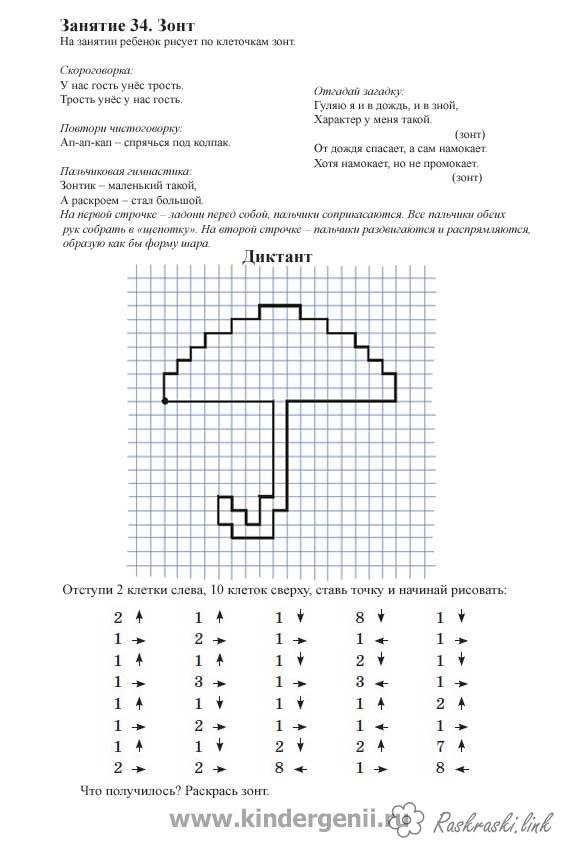 Занятие 34. Зонт
На занятии ребенок рисует по клеточкам зонт.
Скороговорка:
У нас гость унёс трость.
Трость унёс у нас гость.
Повтори чистоговорку:
Ап-ап-кап – спрячься под колпак.
Пальчиковая гимнастика:
Зонтик – маленький такой,
А раскроем – стал большой.
Отгадай загадку:
Гуляю я и в дождь, и в зной,
Характер у меня такой.
(зонт)
От дождя спасает, а сам намокает.
Хотя намокает, но не промокает.
(зонт)
На первой строчке – ладони перед собой, пальчики соприкасаются. Все пальчики обеих
рук собрать в «щепотку». На второй строчке – пальчики раздвигаются и распрямляются,
образую как бы форму шара.
Диктант
Отступи 2 клетки слева, 10 клеток сверху, ставь точку и начинай рисовать:
2 ↑ 1 ↑ 1 ↓ 8 ↓ 1 ↓
1 → 2 → 1 → 1 ← 1 →
1 ↑ 1 ↑ 1 ↓ 2 ↓ 1 ↓
1 → 3 → 1 → 3 ← 1 →
1 ↑ 1 ↓ 1 ↓ 1 ↑ 2 ↑
1 → 2 → 1 → 1 ← 1 →
1 ↑ 1 ↓ 2 ↓ 2 ↑ 7 ↑
2 → 2 → 8 ← 1 → 8 ←
Что получилось? Раскрась зонт.
www.kindergenii.ru
Raskraski.link